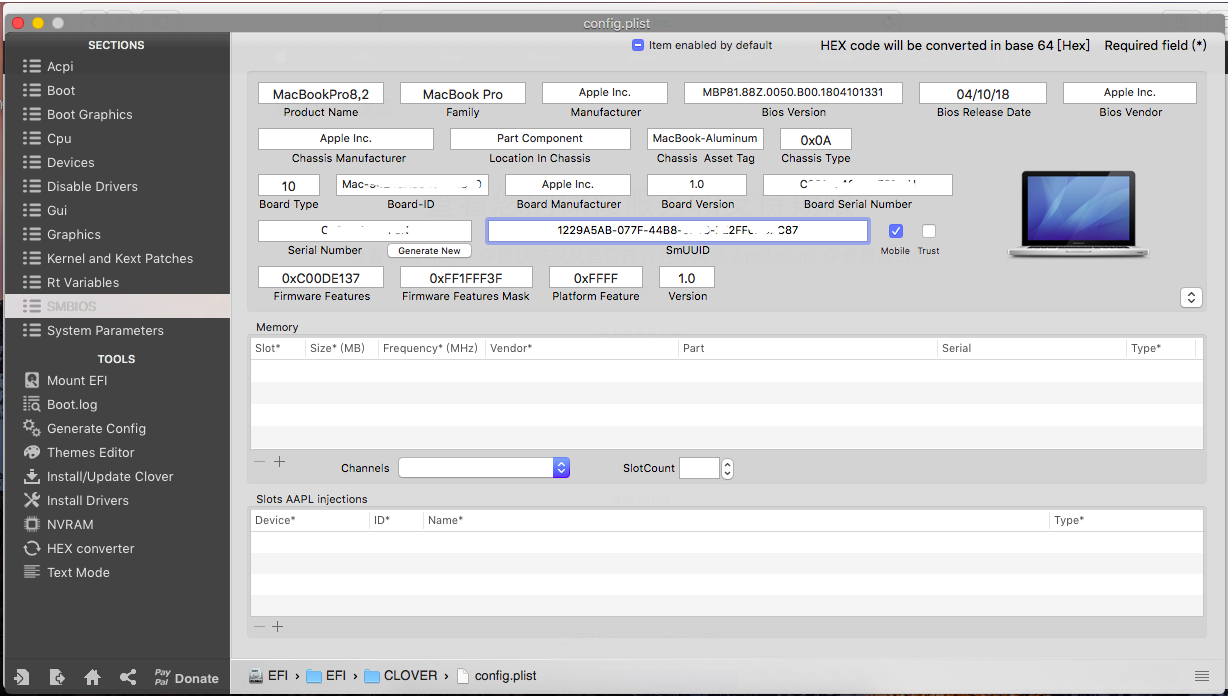 config.plist
SECTIONS
Acpi
Boot
Boot Graphics
Cpu
Devices
Disable Drivers
Gui
Graphics
Kernel and Kext Patches
Rt Variables
SMBIOS
System Parameters
TOOLS
Mount EFI
Boot.log
Generate Config
Themes Editor
Install/Update Clover
Install Drivers
NVRAM
HEX converter
Text Mode
Pay Pal Donate
Item enabled by default HEX code will be converted in base 64 [Hex] Required field (*)
MacBookPro8,2 MacBook Pro Apple Inc. MBP81.88Z.0050.B00.1804101331 04/10/18 Apple Inc.
Product Name Family Manufacturer Bios Version Bios Release Date Bios Vendor
Apple Inc. Part Component MacBook-Aluminum 0x0A
Chassis Manufacturer Location In Chassis Chassis Asset Tag Chassis Type
10 Mac- Apple Inc. 1.0
Board Type Board-ID Board Manufacturer Board Version Board Serial Number
1229A5AB-077F-44B8-
Serial Number Generate New SmUUID Mobile Trust
0xC00DE137 0xFF1FFF3F 0xFFFF 1.0
Firmware Features Firmware Features Mask Platform Feature Version
Memory
Slot* Size* (MB) Frequency* (MHz) Vendor* Part Serial Type*
Channels SlotCount
Slots AAPL injections
Device* ID* Name* Type*
EFI › EFI › CLOVER › config.plist